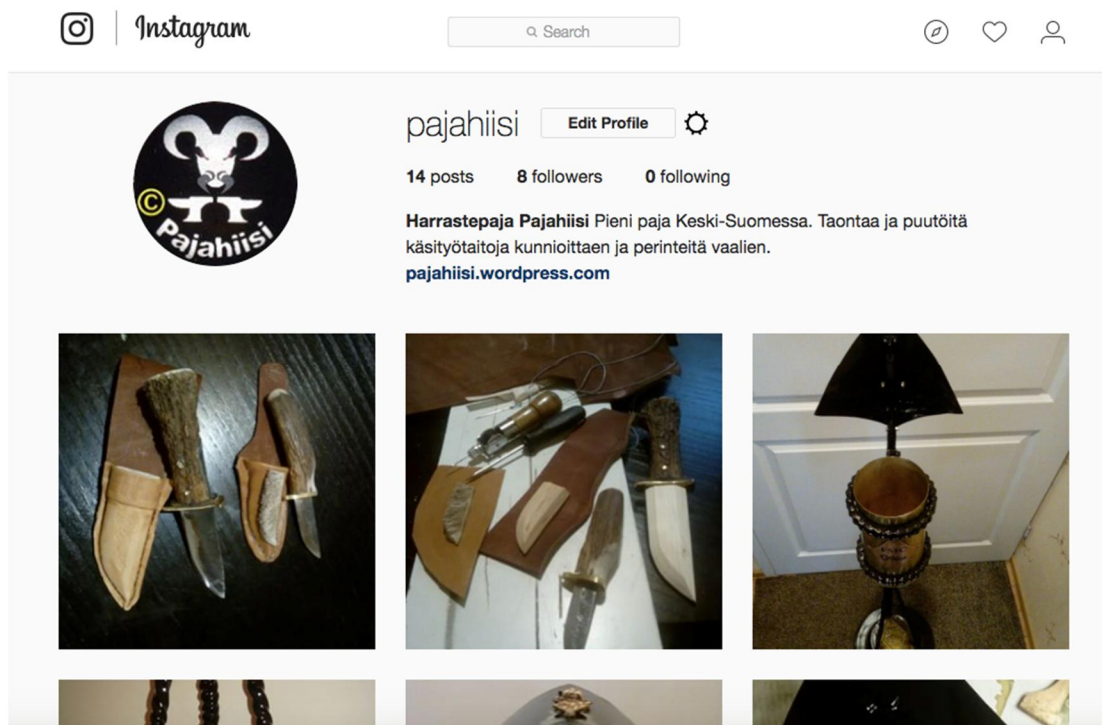 Instagram
Search
pajahiisi
Edit Profile
14 posts 8 followers 0 following
© Pajahiisi
Harrastepaja Pajahiisi Pieni paja Keski-Suomessa. Taontaa ja puutöitä
käsityötaitoja kunnioittaen ja perinteitä vaalien.
pajahiisi.wordpress.com